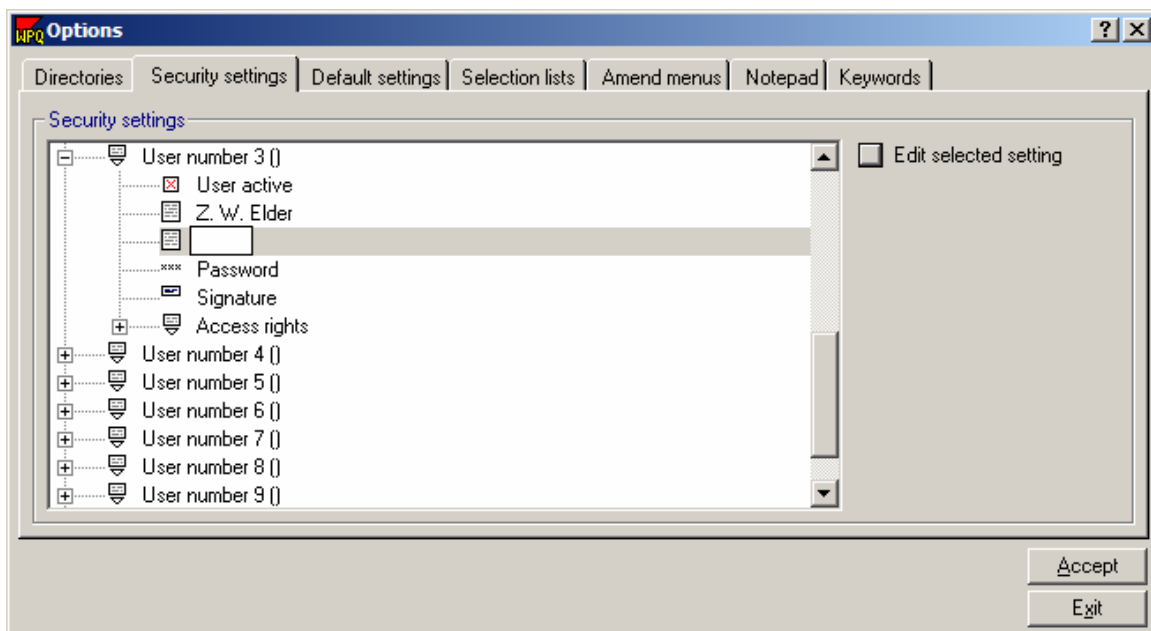 WPQ Options ? X
Directories Security settings Default settings Selection lists Amend menus Notepad Keywords
Security settings
User number 3 () Edit selected setting
User active
Z. W. Elder
xxx Password
Signature
Access rights
User number 4 ()
User number 5 ()
User number 6 ()
User number 7 ()
User number 8 ()
User number 9 ()
Accept
Exit